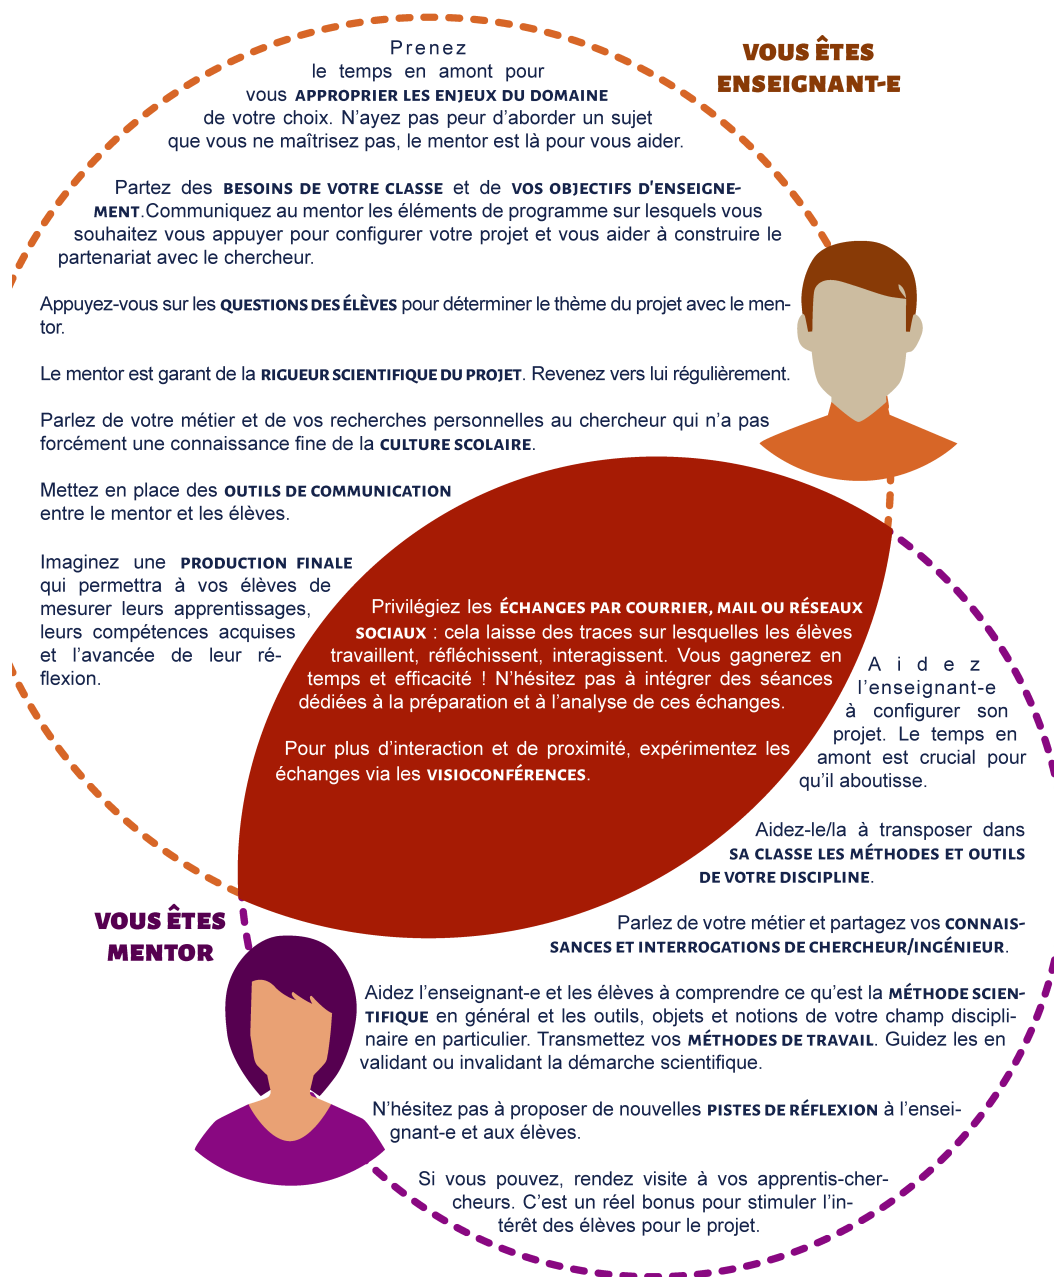 VOUS ÊTES
ENSEIGNANT-E
Prenez
le temps en amont pour
vous APPROPRIER LES ENJEUX DU DOMAINE
de votre choix. N'ayez pas peur d'aborder un sujet
que vous ne maîtrisez pas, le mentor est là pour vous aider.
Partez des BESOINS DE VOTRE CLASSE et de VOS OBJECTIFS D'ENSEIGNE-
MENT.Communiquez au mentor les éléments de programme sur lesquels vous
souhaitez vous appuyer pour configurer votre projet et vous aider à construire le
partenariat avec le chercheur.
Appuyez-vous sur les QUESTIONS DES ÉLÈVES pour déterminer le thème du projet avec le men-
tor.
Le mentor est garant de la RIGUEUR SCIENTIFIQUE DU PROJET. Revenez vers lui régulièrement.
Parlez de votre métier et de vos recherches personnelles au chercheur qui n'a pas
forcément une connaissance fine de la CULTURE SCOLAIRE.
Mettez en place des OUTILS DE COMMUNICATION
entre le mentor et les élèves.
Imaginez une PRODUCTION FINALE
qui permettra à vos élèves de
mesurer leurs apprentissages,
leurs compétences acquises
et l'avancée de leur ré-
flexion.
Privilégiez les ÉCHANGES PAR COURRIER, MAIL OU RÉSEAUX
SOCIAUX : cela laisse des traces sur lesquelles les élèves
travaillent, réfléchissent, interagissent. Vous gagnerez en
temps et efficacité ! N'hésitez pas à intégrer des séances
dédiées à la préparation et à l'analyse de ces échanges.
Pour plus d'interaction et de proximité, expérimentez les
échanges via les VISIOCONFÉRENCES.
VOUS ÊTES
MENTOR
Aidez
l'enseignant-e
à configurer son
projet. Le temps en
amont est crucial pour
qu'il aboutisse.
Aidez-le/la à transposer dans
SA CLASSE LES MÉTHODES ET OUTILS
DE VOTRE DISCIPLINE.
Parlez de votre métier et partagez vos CONNAIS-
SANCES ET INTERROGATIONS DE CHERCHEUR/INGÉNIEUR.
Aidez l'enseignant-e et les élèves à comprendre ce qu'est la MÉTHODE SCIEN-
TIFIQUE en général et les outils, objets et notions de votre champ discipli-
naire en particulier. Transmettez vos MÉTHODES DE TRAVAIL. Guidez les en
validant ou invalidant la démarche scientifique.
N'hésitez pas à proposer de nouvelles PISTES DE RÉFLEXION à l'ensei-
gnant-e et aux élèves.
Si vous pouvez, rendez visite à vos apprentis-cher-
cheurs. C'est un réel bonus pour stimuler l'in-
térêt des élèves pour le projet.